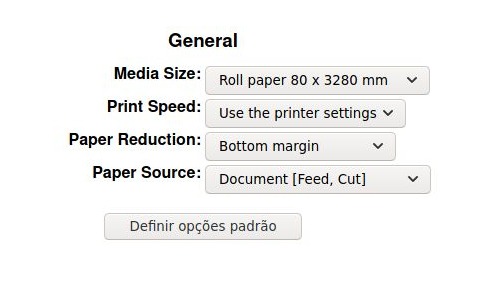 General
Media Size: Roll paper 80 x 3280 mm
Print Speed: Use the printer settings
Paper Reduction: Bottom margin
Paper Source: Document [Feed, Cut]
Definir opções padrão